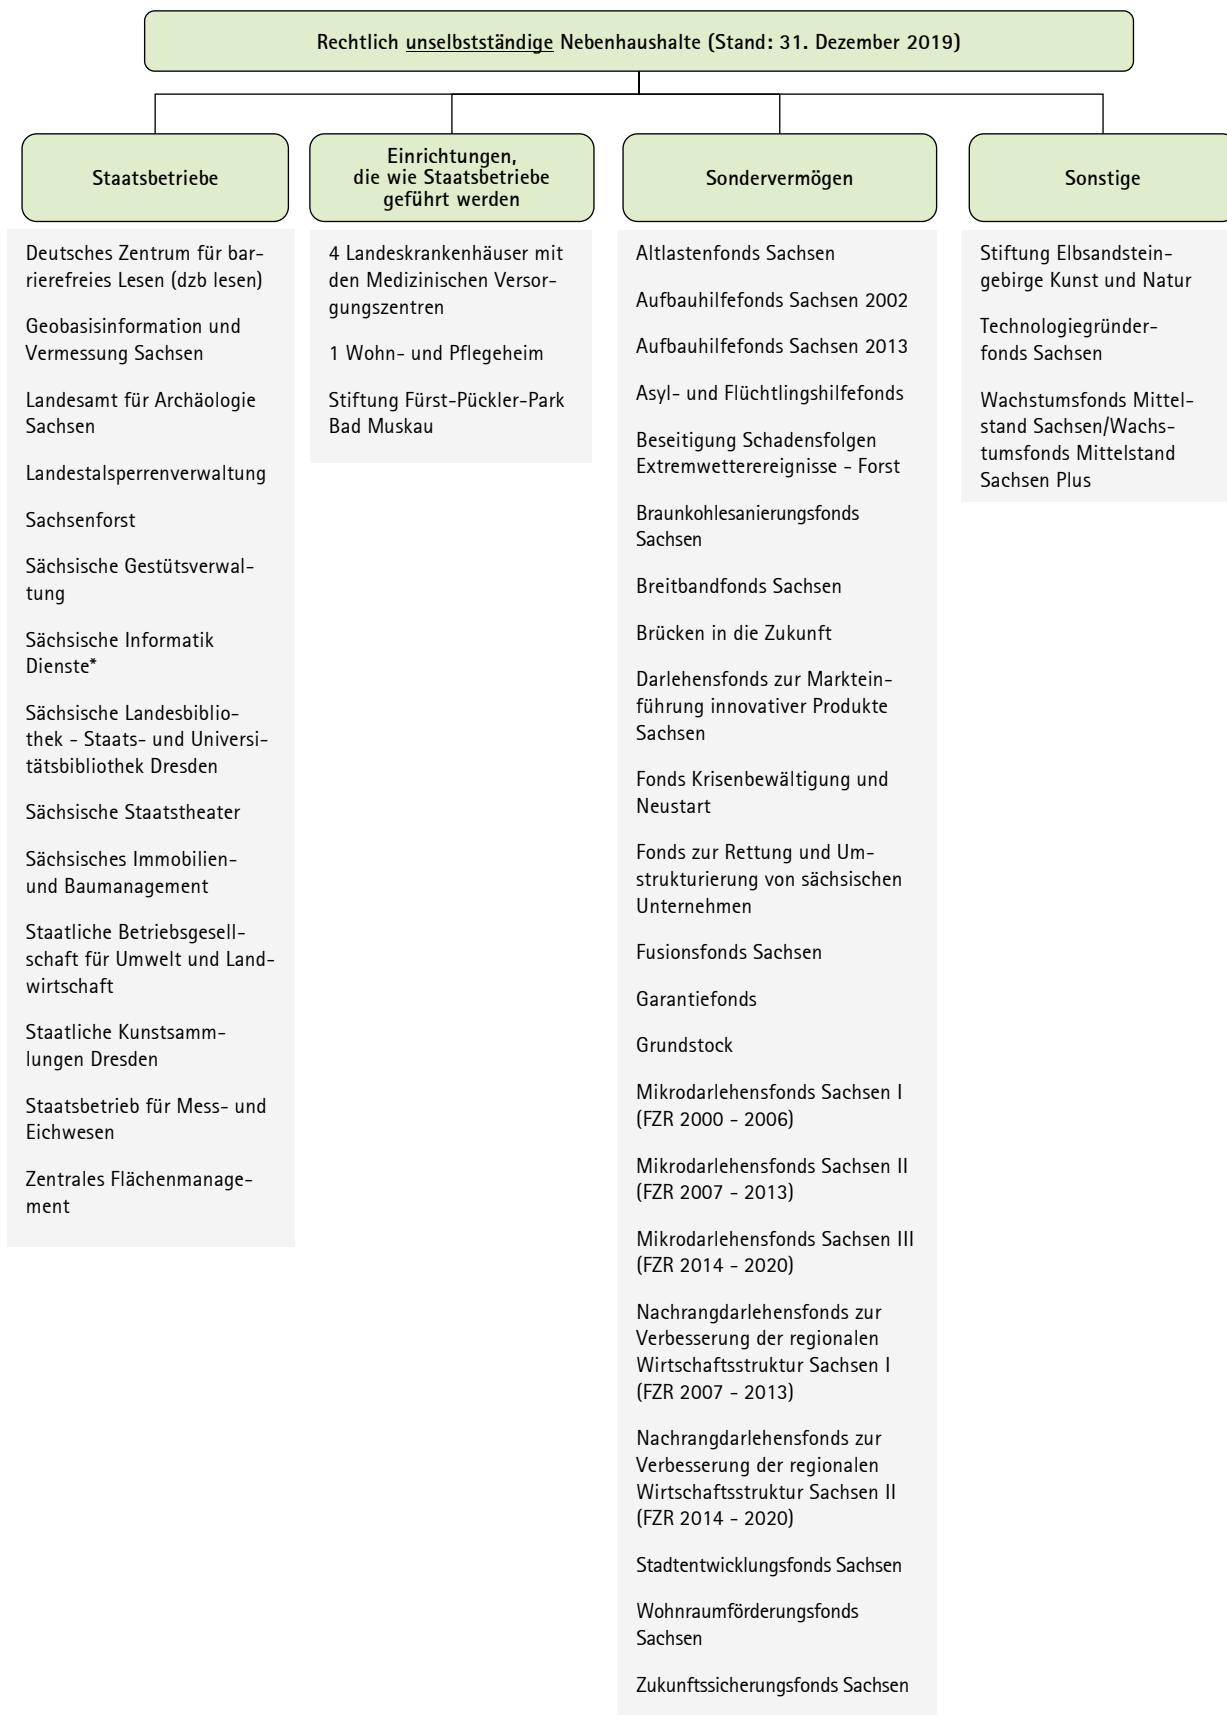 Rechtlich unselbstständige Nebenhaushalte (Stand: 31. Dezember 2019)
Staatsbetriebe
Deutsches Zentrum für bar-
rierefreies Lesen (dzb lesen)
Geobasisinformation und
Vermessung Sachsen
Landesamt für Archäologie
Sachsen
Landestalsperrenverwaltung
Sachsenforst
Sächsische Gestütsverwal-
tung
Sächsische Informatik
Dienste*
Sächsische Landesbiblio-
thek - Staats- und Universi-
tätsbibliothek Dresden
Sächsische Staatstheater
Sächsisches Immobilien-
und Baumanagement
Staatliche Betriebsgesell-
schaft für Umwelt und Land-
wirtschaft
Staatliche Kunstsamm-
lungen Dresden
Staatsbetrieb für Mess- und
Eichwesen
Zentrales Flächenmanage-
ment
Einrichtungen,
die wie Staatsbetriebe
geführt werden
4 Landeskrankenhäuser mit
den Medizinischen Versor-
gungszentren
1 Wohn- und Pflegeheim
Stiftung Fürst-Pückler-Park
Bad Muskau
Sondervermögen
Altlastenfonds Sachsen
Aufbauhilfefonds Sachsen 2002
Aufbauhilfefonds Sachsen 2013
Asyl- und Flüchtlingshilfefonds
Beseitigung Schadensfolgen
Extremwetterereignisse - Forst
Braunkohlesanierungsfonds
Sachsen
Breitbandfonds Sachsen
Brücken in die Zukunft
Darlehensfonds zur Marktein-
führung innovativer Produkte
Sachsen
Fonds Krisenbewältigung und
Neustart
Fonds zur Rettung und Um-
strukturierung von sächsischen
Unternehmen
Fusionsfonds Sachsen
Garantiefonds
Grundstock
Mikrodarlehensfonds Sachsen I
(FZR 2000 - 2006)
Mikrodarlehensfonds Sachsen II
(FZR 2007 - 2013)
Mikrodarlehensfonds Sachsen III
(FZR 2014 - 2020)
Nachrangdarlehensfonds zur
Verbesserung der regionalen
Wirtschaftsstruktur Sachsen I
(FZR 2007 - 2013)
Nachrangdarlehensfonds zur
Verbesserung der regionalen
Wirtschaftsstruktur Sachsen II
(FZR 2014 - 2020)
Stadtentwicklungsfonds Sachsen
Wohnraumförderungsfonds
Sachsen
Zukunftssicherungsfonds Sachsen
Sonstige
Stiftung Elbsandstein-
gebirge Kunst und Natur
Technologiegründer-
fonds Sachsen
Wachstumsfonds Mittel-
stand Sachsen/Wachs-
tumsfonds Mittelstand
Sachsen Plus